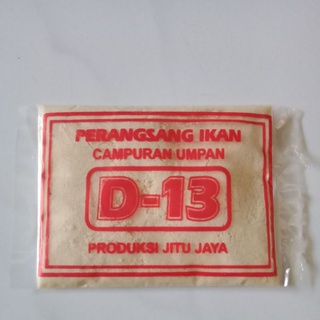 PERANGSANG IKAN
CAMPURAN UMPAN
D-13
PRODUKSI JITU JAYA